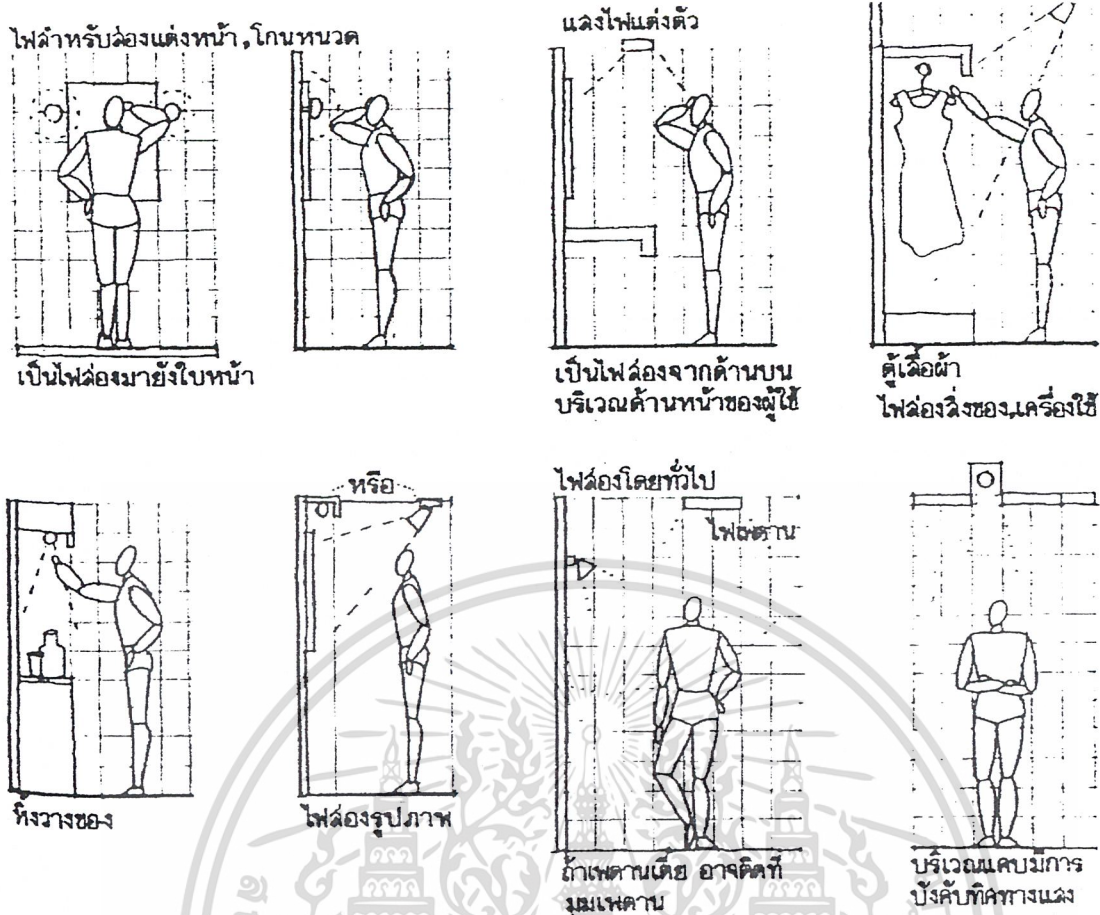 ไฟสำหรับส่องแต่งหน้า,โกนหนวด
แสงไฟแต่งตัว
เป็นไฟส่องมายังใบหน้า
เป็นไฟส่องจากด้านบน
บริเวณด้านหน้าของผู้ใช้
ตู้เสื้อผ้า
ไฟส่องสิ่งของ,เครื่องใช้
หรือ
ไฟส่องโดยทั่วไป
ไฟเพดาน
หิ้งวางของ
ไฟส่องรูปภาพ
ถ้าเพดานเตี้ย อาจติดที่
มุมเพดาน
บริเวณแคบมีการ
บังคับทิศทางแสง